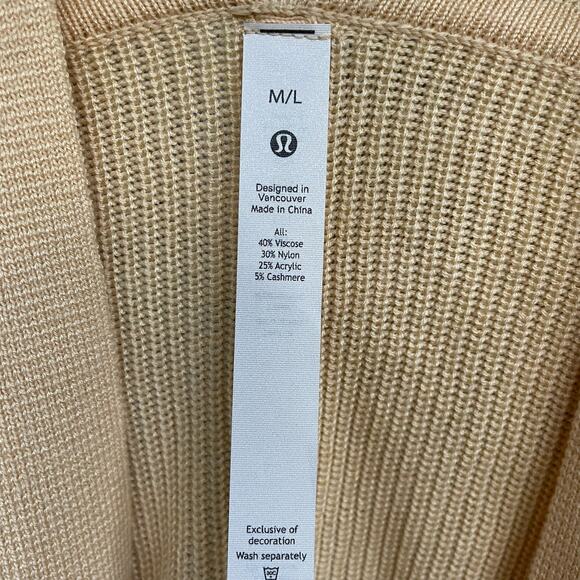 M/L
Designed in
Vancouver
Made in China
All:
40% Viscose
30% Nylon
25% Acrylic
5% Cashmere
Exclusive of
decoration
Wash separately
30C